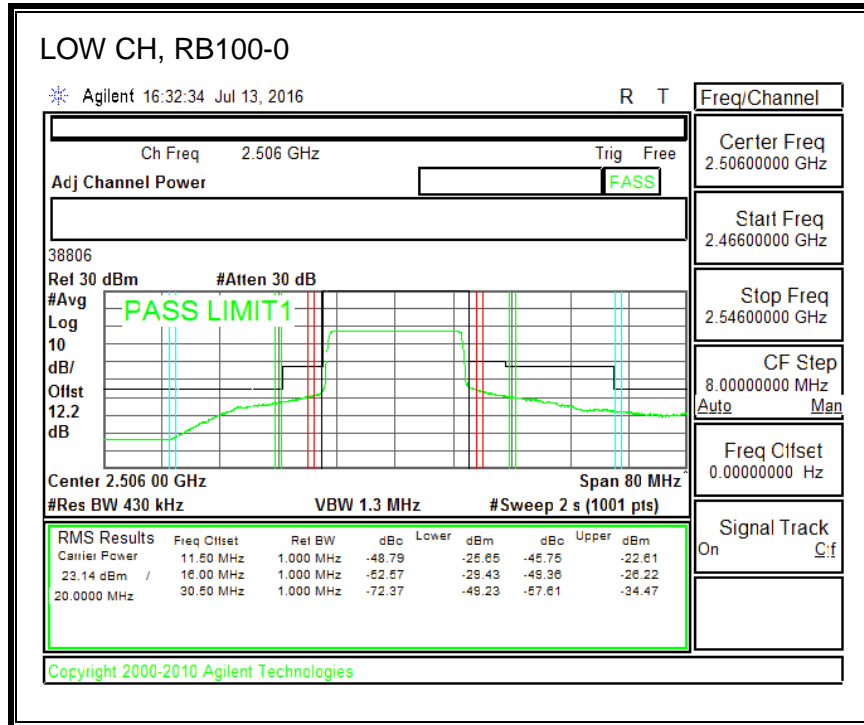 LOW CH, RB100-0
Agilent 16:32:34 Jul 13, 2016 R T
Freq/Channel
Ch Freq 2.506 GHz Trig Free
Adj Channel Power PASS
Center Freq
2.50600000 GHz
Start Freq
2.46600000 GHz
38806
Ref 30 dBm #Atten 30 dB
#Avg
Log
10
dB/
Offst
12.2
dB
PASS LIMIT1
Stop Freq
2.54600000 GHz
CF Step
8.00000000 MHz
Auto Man
Center 2.506 00 GHz Span 80 MHz
#Res BW 430 kHz VBW 1.3 MHz #Sweep 2 s (1001 pts)
Freq Offset
0.00000000 Hz
Signal Track
On Off
RMS Results Freq Offset Ref BW dBc Lower dBm dBc Upper dBm
Carrier Power 11.50 MHz 1.000 MHz -48.79 -25.65 -45.75 -22.61
23.14 dBm / 16.00 MHz 1.000 MHz -52.57 -29.43 -49.36 -26.22
20.0000 MHz 30.50 MHz 1.000 MHz -72.37 -49.23 -57.61 -34.47
Copyright 2000-2010 Agilent Technologies